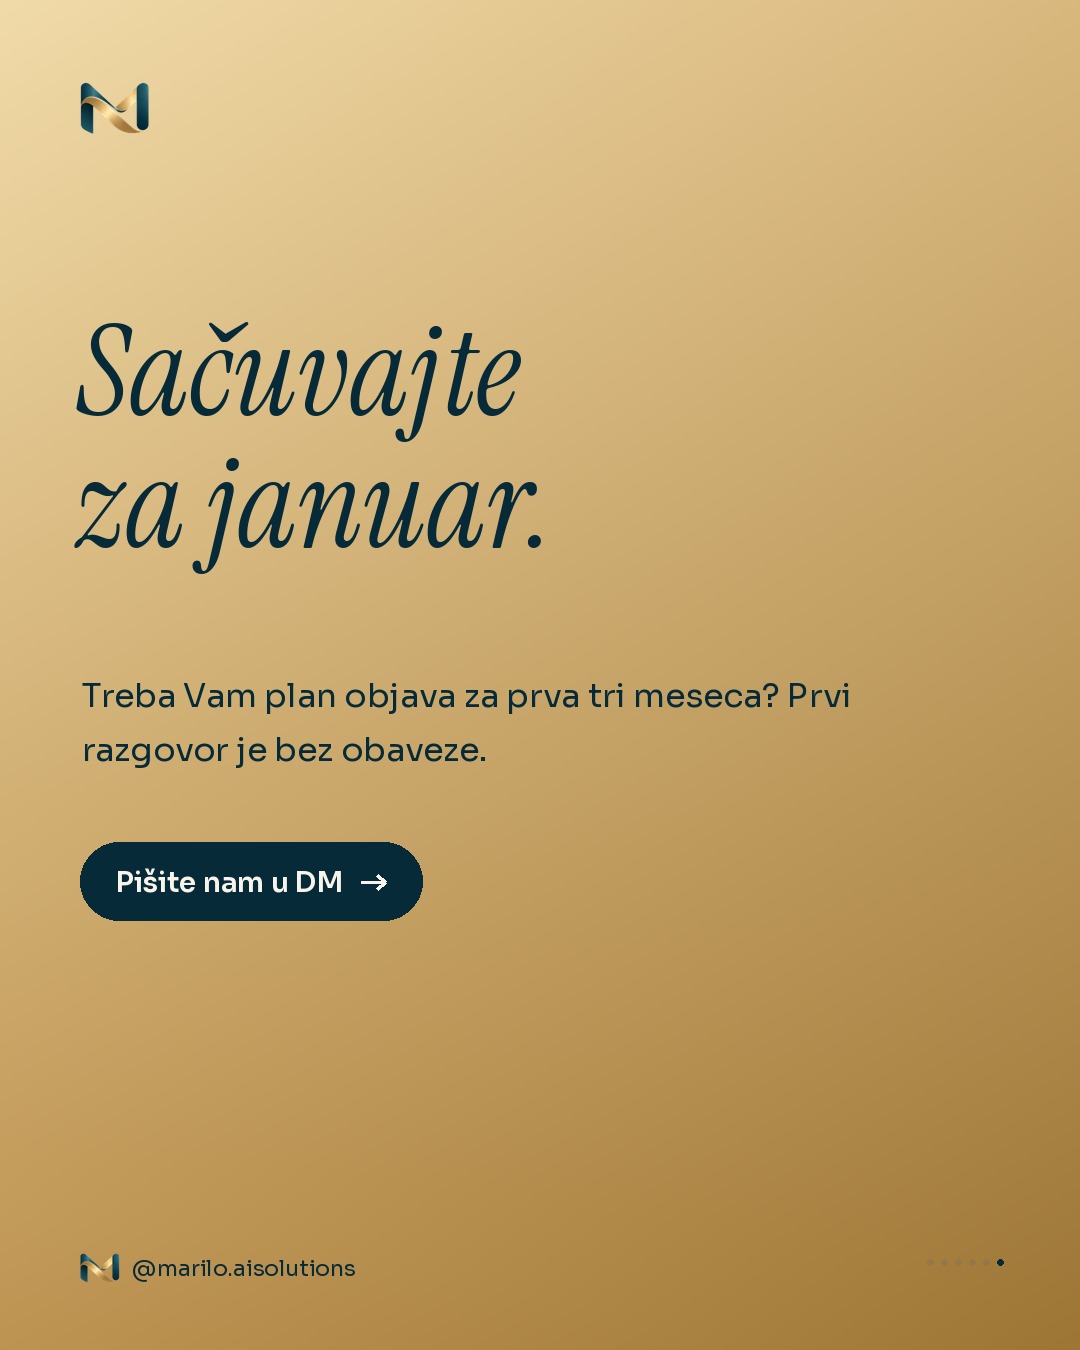 Sačuvajte
za januar.
Treba Vam plan objava za prva tri meseca? Prvi
razgovor je bez obaveze.
Pišite nam u DM →
@marilo.aisolutions